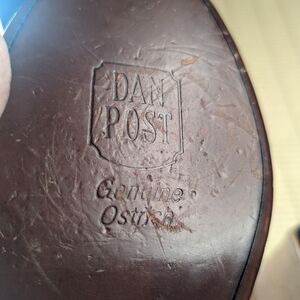 DAN
POST
Genuine
Ostrich